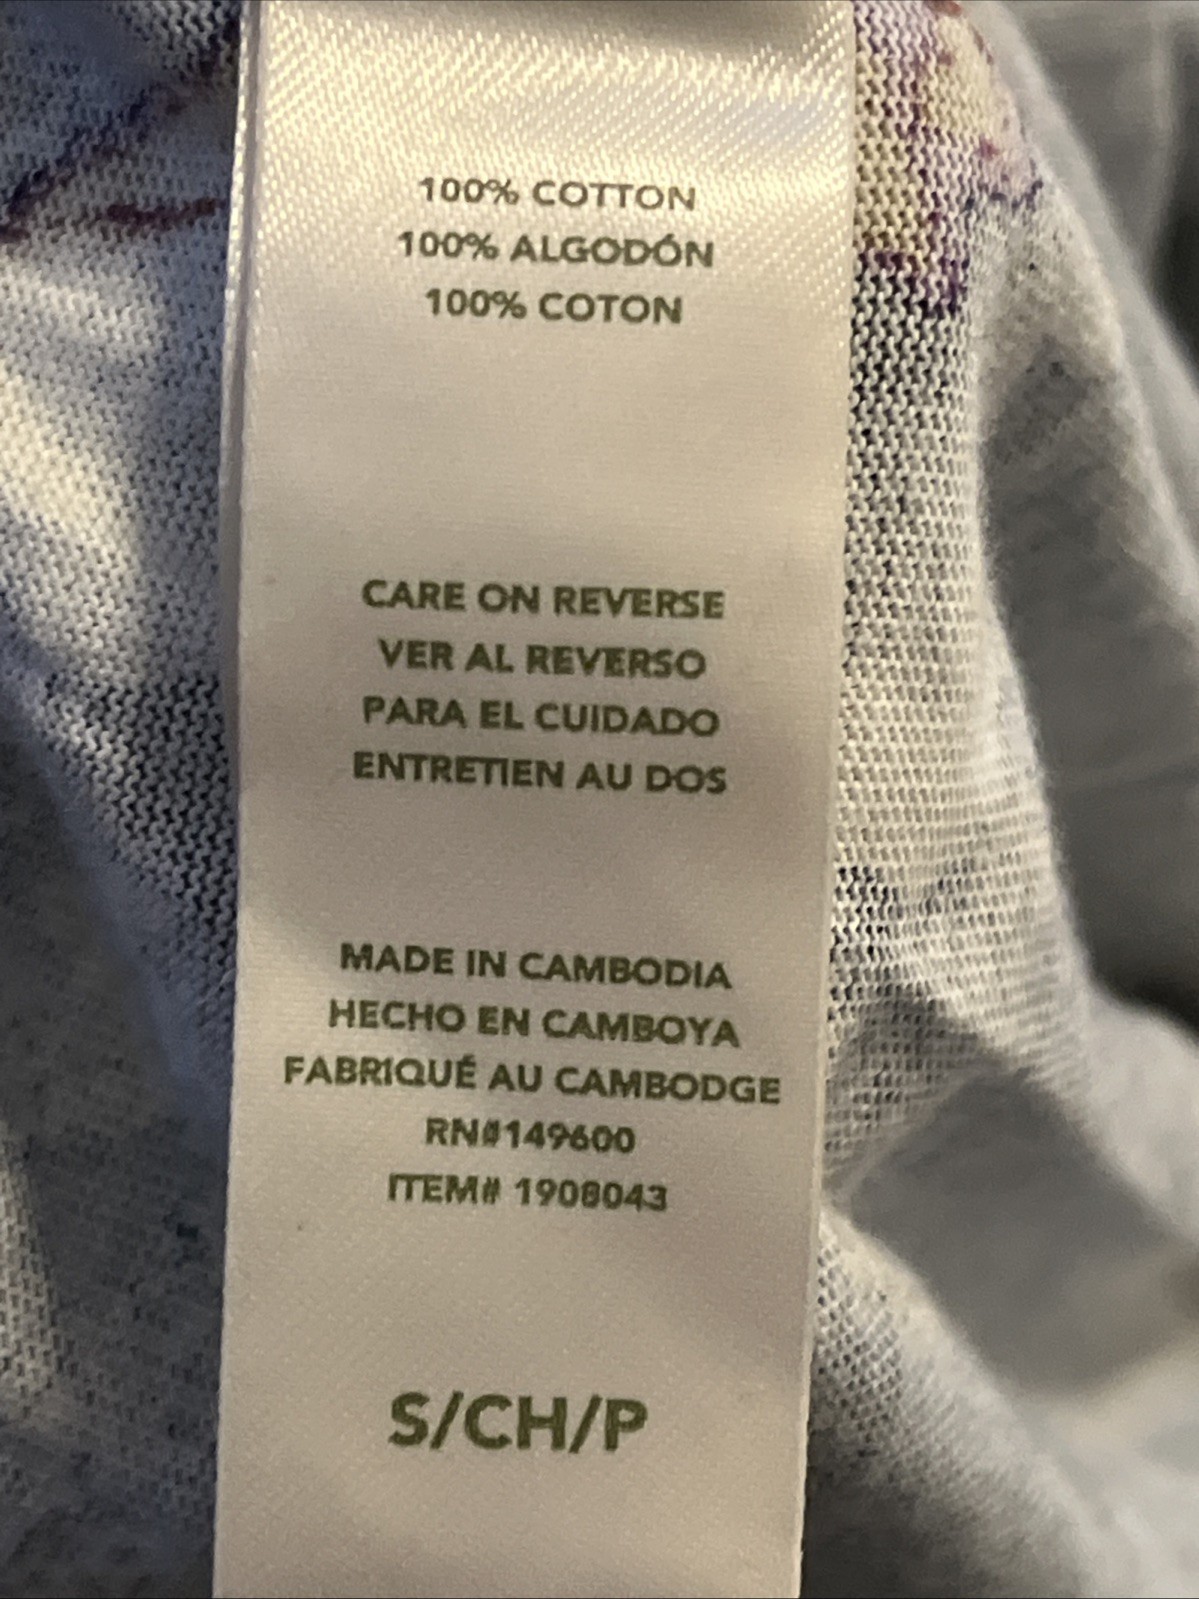 100% COTTON
100% ALGODÓN
100% COTON
CARE ON REVERSE
VER AL REVERSO
PARA EL CUIDADO
ENTRETIEN AU DOS
MADE IN CAMBODIA
HECHO EN CAMBOYA
FABRIQUÉ AU CAMBODGE
RN#149600
ITEM# 1908043
S/CH/P